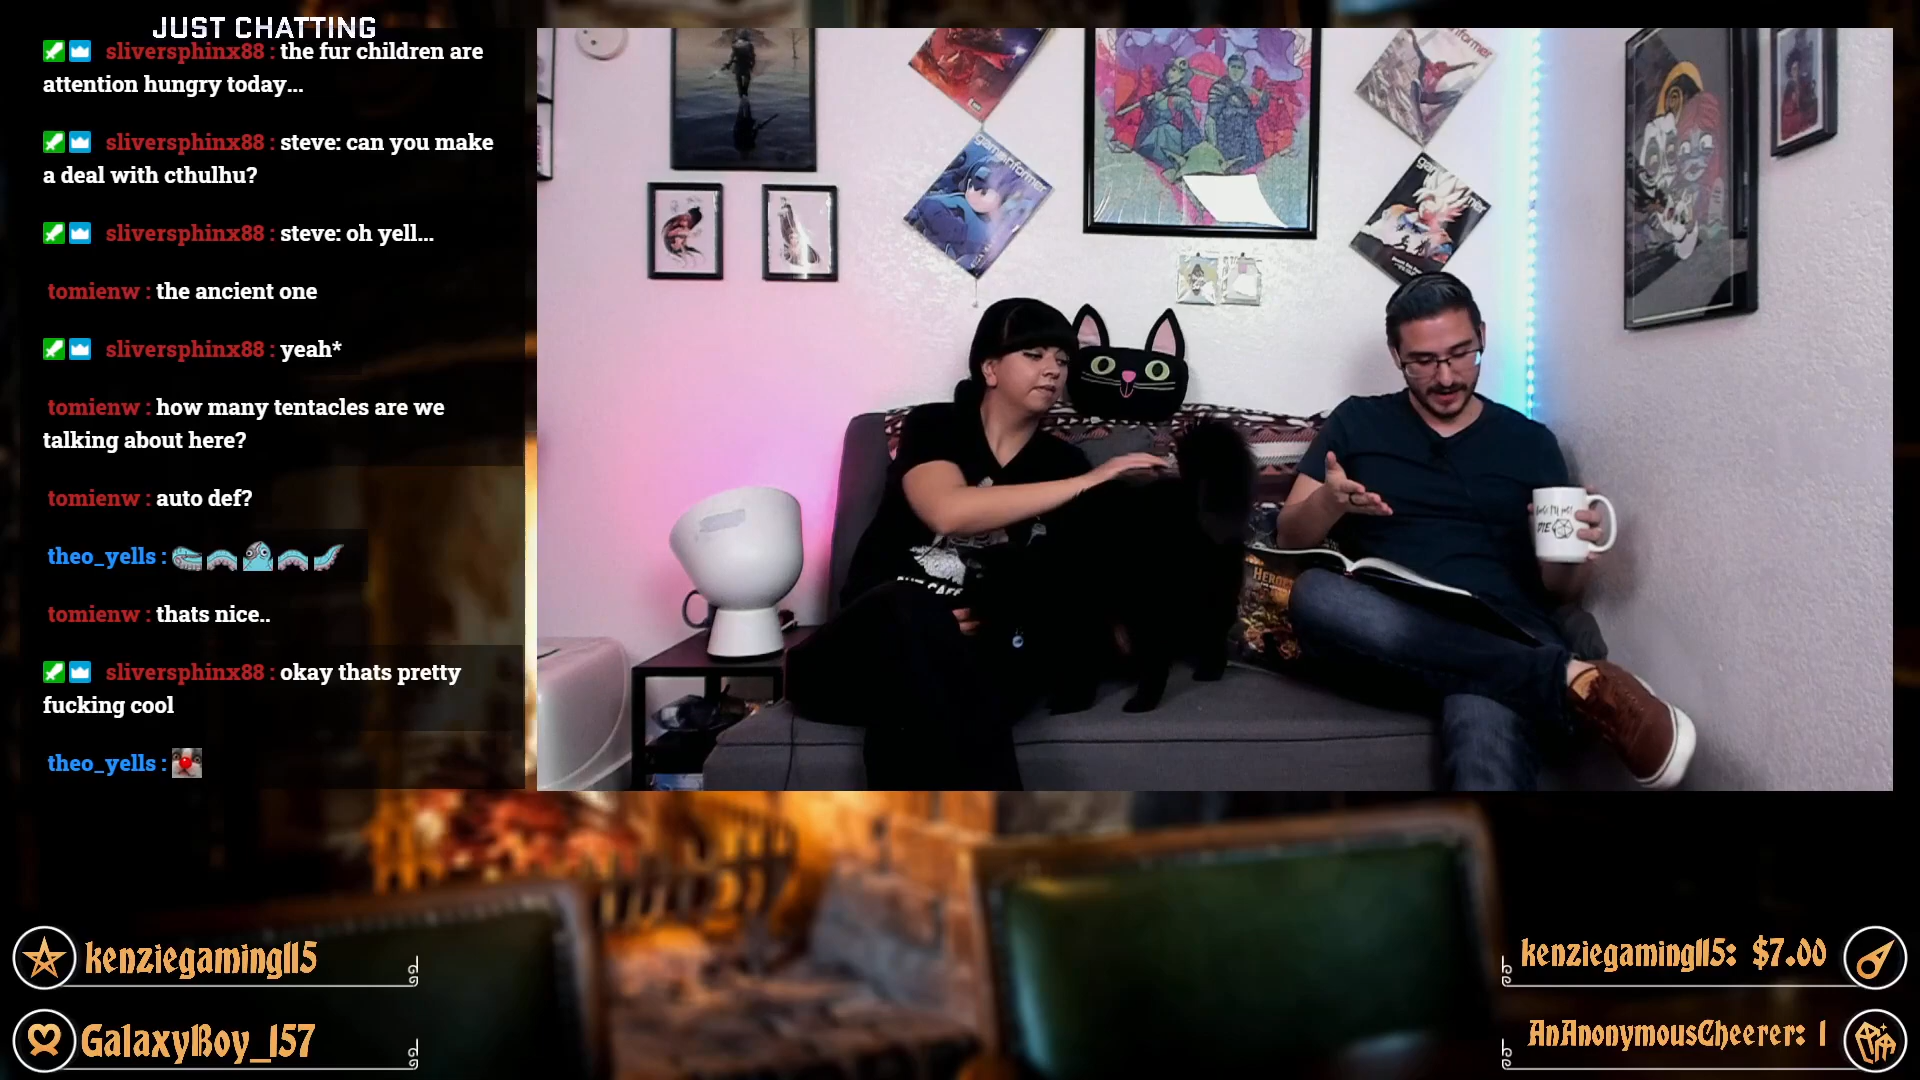 JUST CHATTING
sliversphinx88 : the fur children are
attention hungry today...
sliversphinx88 : steve: can you make
a deal with cthulhu?
sliversphinx88 : steve: oh yell...
tomienw : the ancient one
sliversphinx88 : yeah*
tomienw : how many tentacles are we
talking about here?
tomienw : auto def?
theo_yells :
tomienw : thats nice..
sliversphinx88 : okay thats pretty
fucking cool
theo_yells :
gameinformer
DIE
HEROES
kenziegaming115
GalaxyBoy_157
kenziegaming115: $7.00
AnAnonymousCheerer: 1